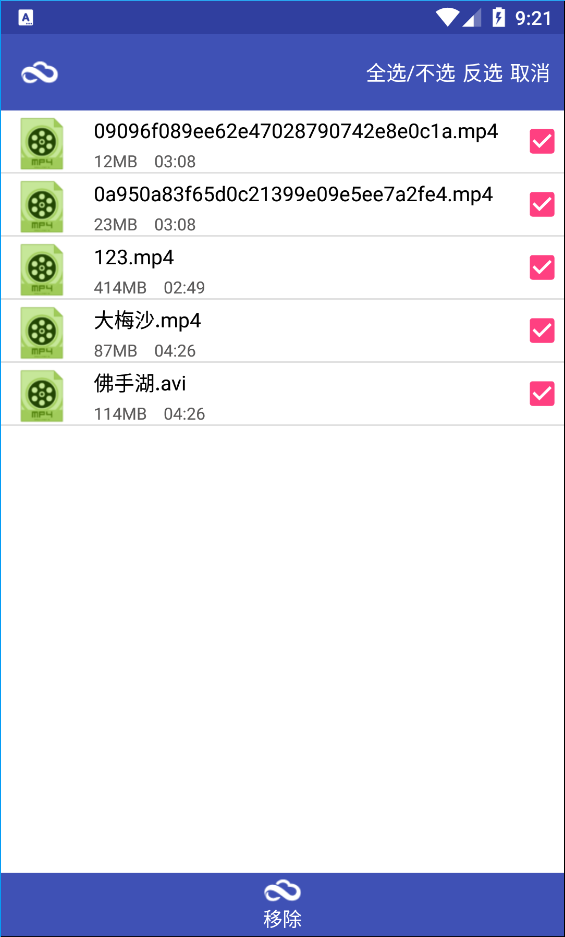 A 9:21
全选/不选 反选 取消
09096f089ee62e47028790742e8e0c1a.mp4
MP4 12MB 03:08
0a950a83f65d0c21399e09e5ee7a2fe4.mp4
MP4 23MB 03:08
123.mp4
MP4 414MB 02:49
大梅沙.mp4
MP4 87MB 04:26
佛手湖.avi
MP4 114MB 04:26
移除